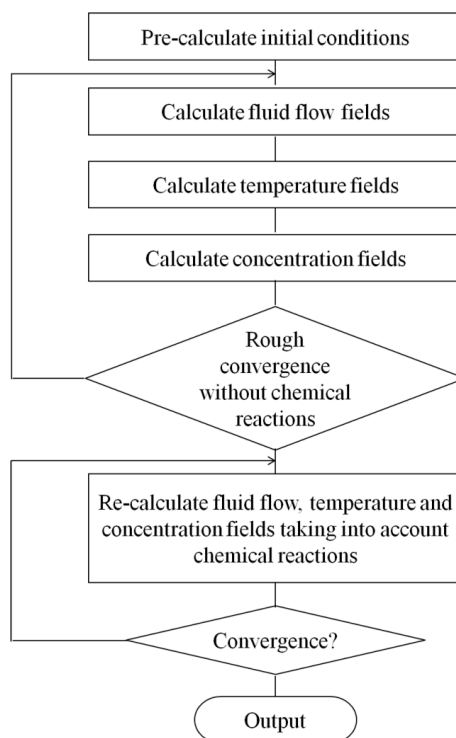 Pre-calculate initial conditions
Calculate fluid flow fields
Calculate temperature fields
Calculate concentration fields
Rough
convergence
without chemical
reactions
Re-calculate fluid flow, temperature and
concentration fields taking into account
chemical reactions
Convergence?
Output